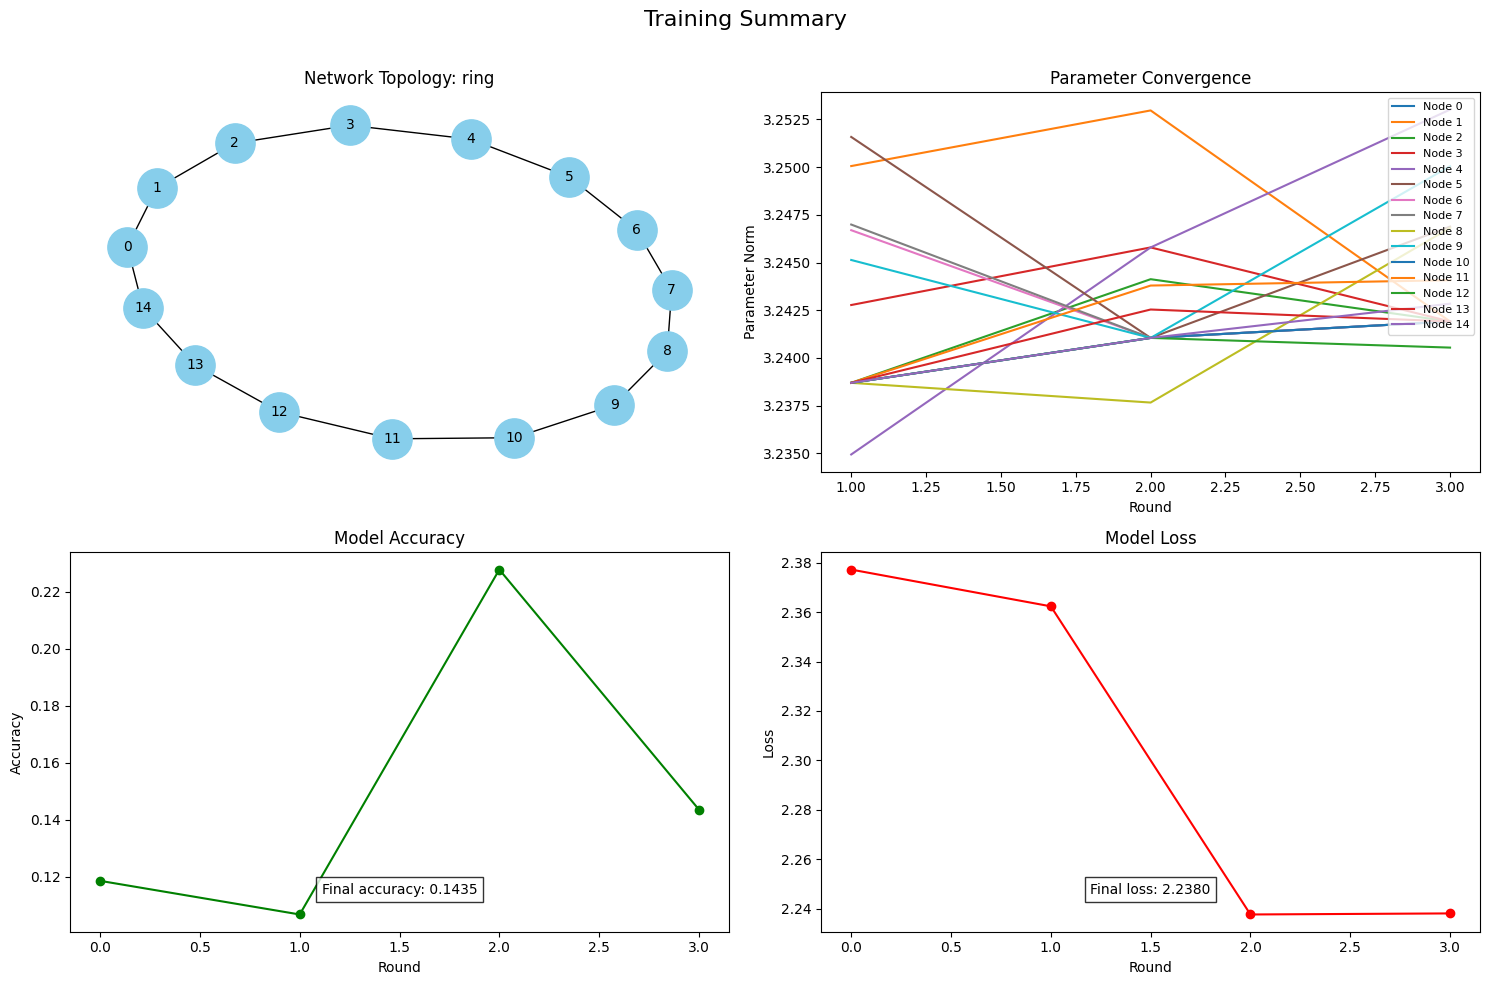 Training Summary
Network Topology: ring
3
2
4
5
1
6
0
7
14
8
13
9
12
11
10
Parameter Convergence
Parameter Norm
3.2525
3.2500
3.2475
3.2450
3.2425
3.2400
3.2375
3.2350
1.00 1.25 1.50 1.75 2.00 2.25 2.50 2.75 3.00
Round
Node 0
Node 1
Node 2
Node 3
Node 4
Node 5
Node 6
Node 7
Node 8
Node 9
Node 10
Node 11
Node 12
Node 13
Node 14
Model Accuracy
Accuracy
0.22
0.20
0.18
0.16
0.14
0.12
Final accuracy: 0.1435
0.0 0.5 1.0 1.5 2.0 2.5 3.0
Round
Model Loss
Loss
2.38
2.36
2.34
2.32
2.30
2.28
2.26
2.24
Final loss: 2.2380
0.0 0.5 1.0 1.5 2.0 2.5 3.0
Round